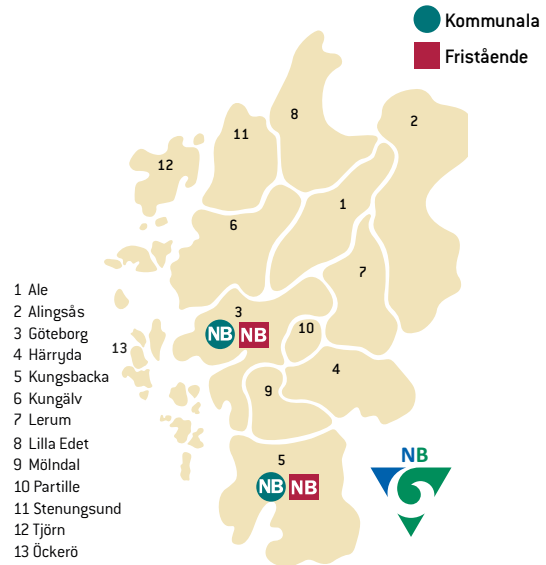 Kommunala
Fristående
8
2
11
12
1
6
7
3
NB NB
10
13
4
9
5
NB NB
NB
1 Ale
2 Alingsås
3 Göteborg
4 Härryda
5 Kungsbacka
6 Kungälv
7 Lerum
8 Lilla Edet
9 Mölndal
10 Partille
11 Stenungsund
12 Tjörn
13 Öckerö